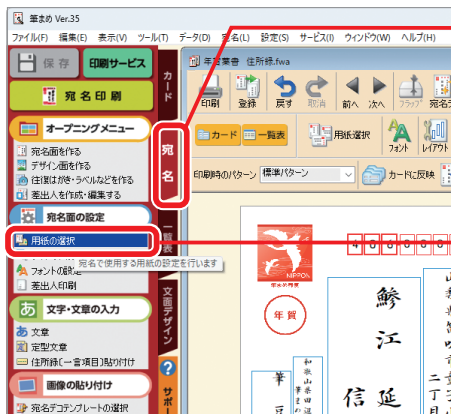 筆まめ Ver.35
ファイル(F) 編集(E) 表示(V) ツール(T) データ(D) 宛名(L) 設定(S) サービス(I) ウィンドウ(W) ヘルプ(H)
保存 印刷サービス
宛名印刷
オープニングメニュー
宛名面を作る
デザイン面を作る
往復はがき・ラベルなどを作る
差出人を作成・編集する
宛名面の設定
用紙の選択
宛名で使用する用紙の設定を行います
フォントの設定
差出人印刷
文字・文章の入力
文章
定型文章
住所録[一言項目]貼り付け
画像の貼り付け
宛名デコテンプレートの選択
カード
宛名
一覧表
文面デザイン
サポー
年賀葉書 住所録.fwa
印刷 登録 戻す 取消 前へ 次へ フラップ 宛名デ
カード 一覧表 用紙選択 フォント レイアウト
印刷時のパターン 標準パターン カードに反映
NIPPON
年賀
鯵江
信延
筆